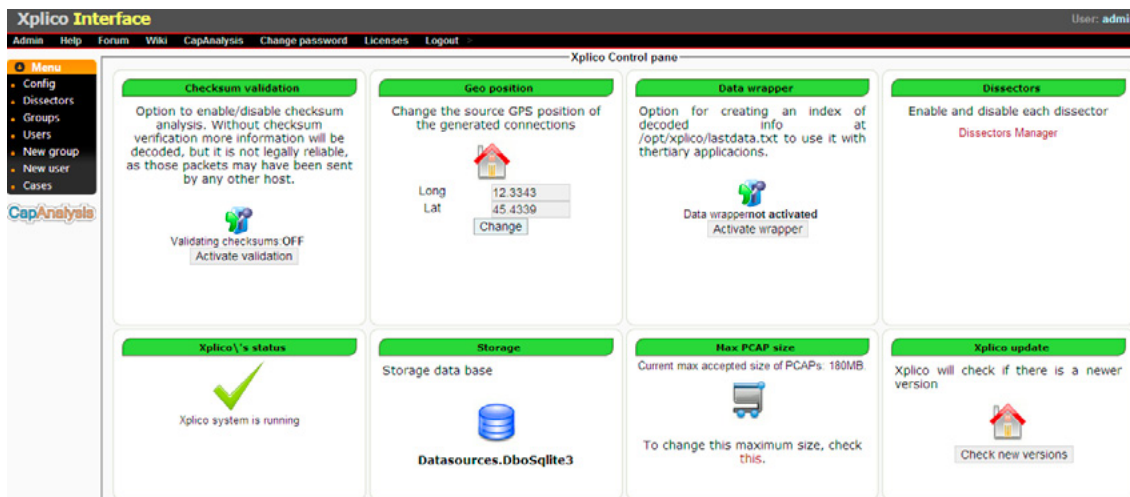 Xplico Interface
User: admi
Admin Help Forum Wiki CapAnalysis Change password Licenses Logout >
Xplico Control pane
Menu
Config
Dissectors
Groups
Users
New group
New user
Cases
CapAnalysis
Checksum validation
Option to enable/disable checksum
analysis. Without checksum
verification more information will be
decoded, but it is not legally reliable,
as those packets may have been sent
by any other host.
Validating checksums:OFF
Activate validation
Geo position
Change the source GPS position of
the generated connections
Long 12.3343
Lat 45.4339
Change
Data wrapper
Option for creating an index of
decoded info at
/opt/xplico/lastdata.txt to use it with
thertiary applicacions.
Data wrappernot activated
Activate wrapper
Dissectors
Enable and disable each dissector
Dissectors Manager
Xplico\'s status
Xplico system is running
Storage
Storage data base
Datasources.DboSqlite3
Max PCAP size
Current max accepted size of PCAPs: 180MB.
To change this maximum size, check
this.
Xplico update
Xplico will check if there is a newer
version
Check new versions